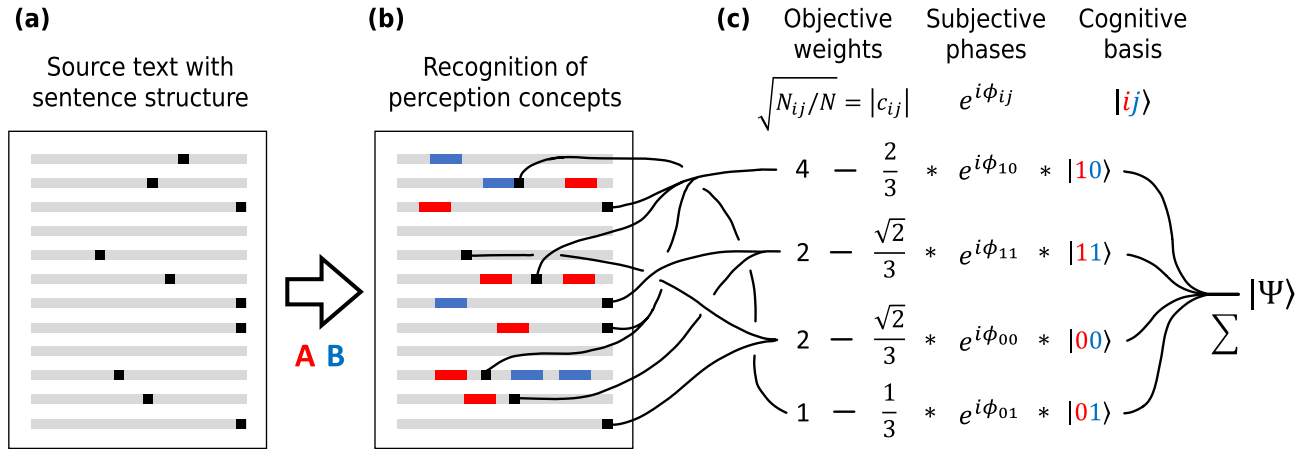 (a)
Source text with
sentence structure
A B
(b)
Recognition of
perception concepts
(c)
Objective
weights
√N_ij/N = |c_ij|
Subjective
phases
e^{iϕ_ij}
Cognitive
basis
|ij⟩
4 — 2/3 * e^{iϕ_10} * |10⟩
2 — √2/3 * e^{iϕ_11} * |11⟩
2 — √2/3 * e^{iϕ_00} * |00⟩
1 — 1/3 * e^{iϕ_01} * |01⟩
∑
|Ψ⟩